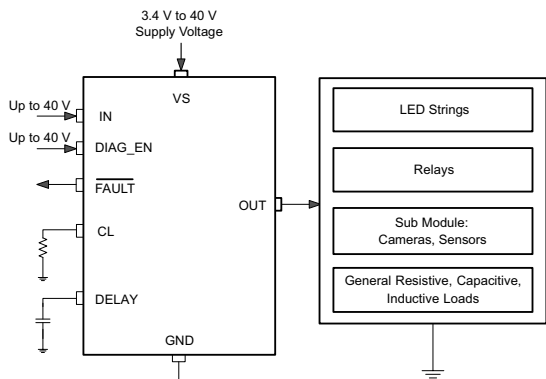 3.4 V to 40 V
Supply Voltage
VS
Up to 40 V
IN
Up to 40 V
DIAG_EN
FAULT
OUT
CL
DELAY
GND
LED Strings
Relays
Sub Module:
Cameras, Sensors
General Resistive, Capacitive,
Inductive Loads